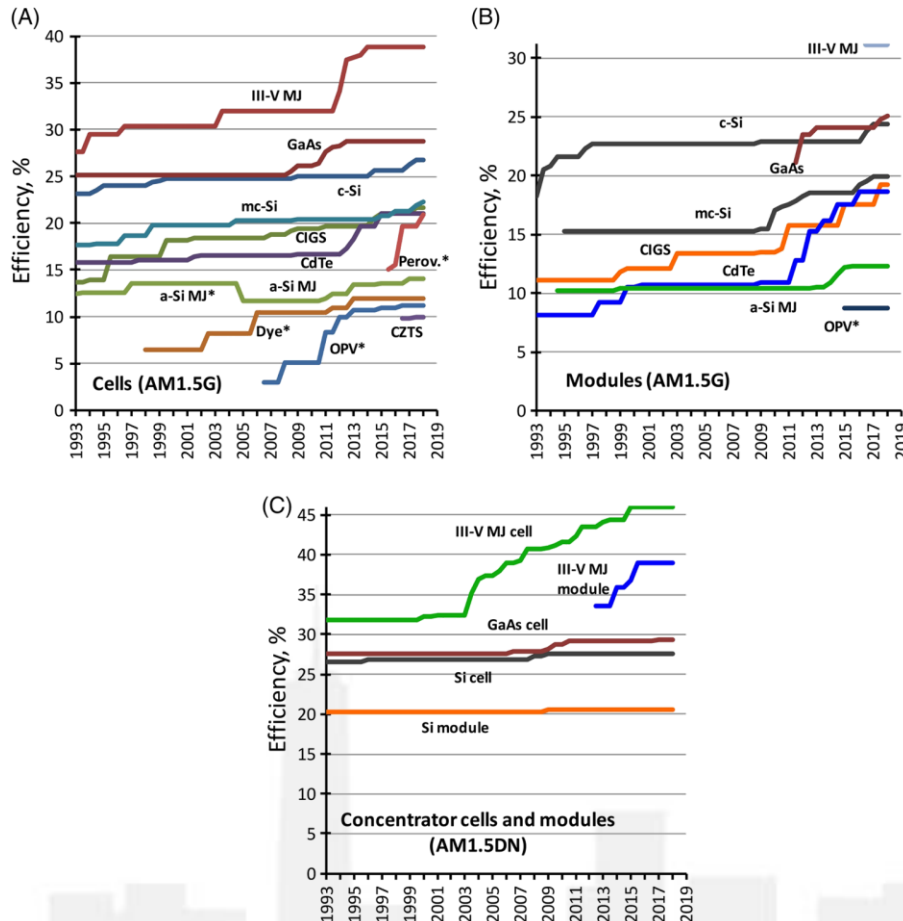 (A)
Efficiency, %
40
35
30
25
20
15
10
5
0
III-V MJ
GaAs
c-Si
mc-Si
CIGS
CdTe
Perov.*
a-Si MJ*
a-Si MJ
Dye*
OPV*
CZTS
Cells (AM1.5G)
1993
1995
1997
1999
2001
2003
2005
2007
2009
2011
2013
2015
2017
2019
(B)
Efficiency, %
30
25
20
15
10
5
0
III-V MJ
c-Si
GaAs
mc-Si
CIGS
CdTe
a-Si MJ
OPV*
Modules (AM1.5G)
1993
1995
1997
1999
2001
2003
2005
2007
2009
2011
2013
2015
2017
2019
(C)
Efficiency, %
45
40
35
30
25
20
15
10
5
0
III-V MJ cell
III-V MJ
module
GaAs cell
Si cell
Si module
Concentrator cells and modules
(AM1.5DN)
1993
1995
1997
1999
2001
2003
2005
2007
2009
2011
2013
2015
2017
2019